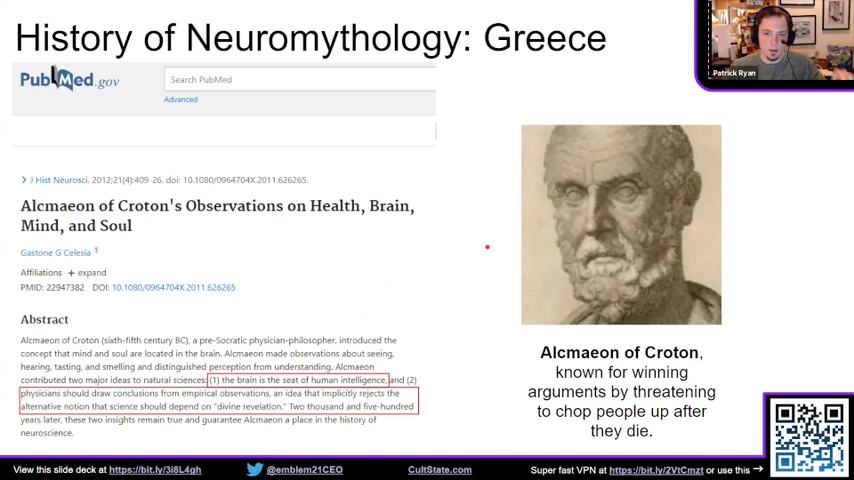 History of Neuromythology: Greece
Patrick Ryan
PubMed.gov
Search PubMed
Advanced
> J Hist Neurosci. 2012;21(4):409-26. doi: 10.1080/0964704X.2011.626265.
Alcmaeon of Croton's Observations on Health, Brain,
Mind, and Soul
Gastone G Celesia 1
Affiliations + expand
PMID: 22947382 DOI: 10.1080/0964704X.2011.626265
Abstract
Alcmaeon of Croton (sixth-fifth century BC), a pre-Socratic physician-philosopher, introduced the
concept that mind and soul are located in the brain. Alcmaeon made observations about seeing,
hearing, tasting, and smelling and distinguished perception from understanding. Alcmaeon
contributed two major ideas to natural sciences: (1) the brain is the seat of human intelligence, and (2)
physicians should draw conclusions from empirical observations, an idea that implicitly rejects the
alternative notion that science should depend on "divine revelation." Two thousand and five-hundred
years later, these two insights remain true and guarantee Alcmaeon a place in the history of
neuroscience.
Alcmaeon of Croton,
known for winning
arguments by threatening
to chop people up after
they die.
View this slide deck at https://bit.ly/3i8L4gh
@emblem21CEO
CultState.com
Super fast VPN at https://bit.ly/2VtCmzt or use this →